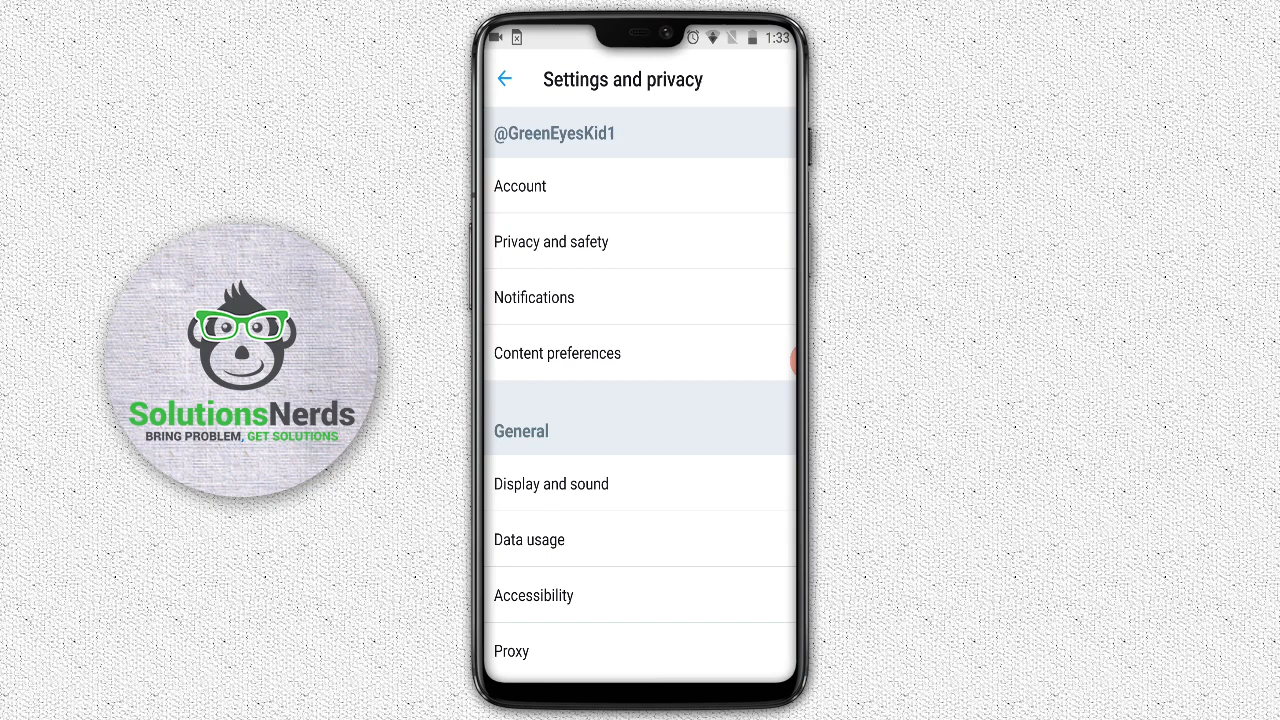 1:33
Settings and privacy
@GreenEyesKid1
Account
Privacy and safety
Notifications
Content preferences
General
Display and sound
Data usage
Accessibility
Proxy
SolutionsNerds
BRING PROBLEM, GET SOLUTIONS